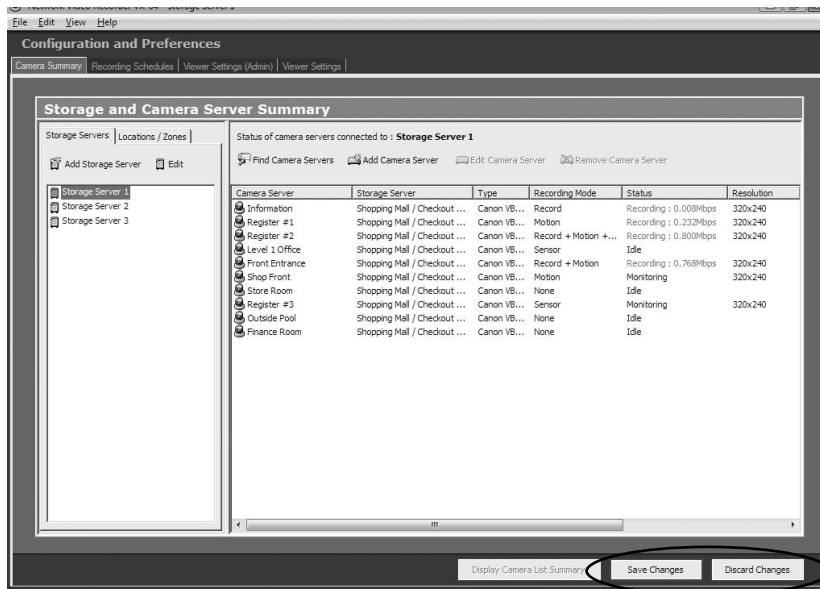 Network Video Recorder VK-64 - Storage Server 1
File Edit View Help
Configuration and Preferences
Camera Summary | Recording Schedules | Viewer Settings (Admin) | Viewer Settings |
Storage and Camera Server Summary
Storage Servers | Locations / Zones |
Add Storage Server Edit
Storage Server 1
Storage Server 2
Storage Server 3
Status of camera servers connected to : Storage Server 1
Find Camera Servers Add Camera Server Edit Camera Server Remove Camera Server
Camera Server Storage Server Type Recording Mode Status Resolution
Information Shopping Mall / Checkout ... Canon VB... Record Recording : 0.008Mbps 320x240
Register #1 Shopping Mall / Checkout ... Canon VB... Motion Recording : 0.232Mbps 320x240
Register #2 Shopping Mall / Checkout ... Canon VB... Record + Motion +... Recording : 0.800Mbps 320x240
Level 1 Office Shopping Mall / Checkout ... Canon VB... Sensor Idle
Front Entrance Shopping Mall / Checkout ... Canon VB... Record + Motion Recording : 0.768Mbps 320x240
Shop Front Shopping Mall / Checkout ... Canon VB... Motion Monitoring 320x240
Store Room Shopping Mall / Checkout ... Canon VB... None Idle
Register #3 Shopping Mall / Checkout ... Canon VB... Sensor Monitoring 320x240
Outside Pool Shopping Mall / Checkout ... Canon VB... None Idle
Finance Room Shopping Mall / Checkout ... Canon VB... None Idle
Display Camera List Summary Save Changes Discard Changes